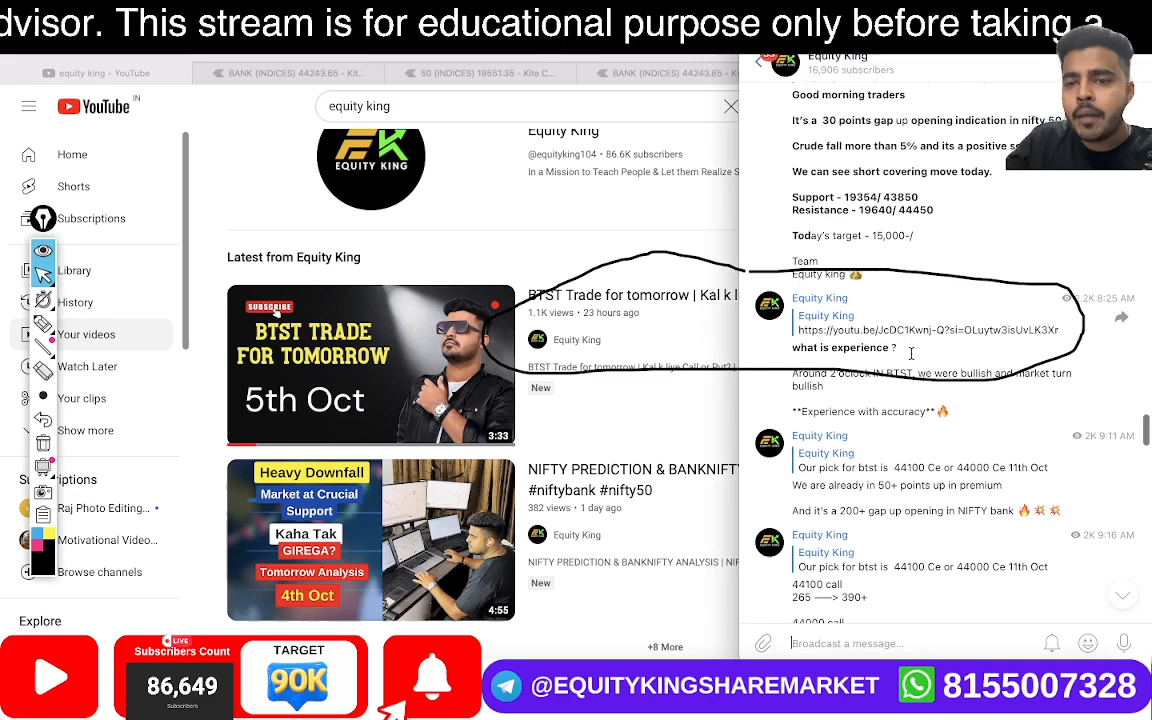 dvisor. This stream is for educational purpose only before taking a
equity king - YouTube
BANK (INDICES) 44243.65 - Kit...
50 (INDICES) 19551.35 - Kite C...
BANK (INDICES) 44243.65 - Kit...
YouTube IN
equity king
Home
Shorts
Subscriptions
Library
History
Your videos
Watch Later
Your clips
Show more
Raj Photo Editing...
Motivational Video...
Browse channels
Explore
EK
EQUITY KING
Equity King
@equityking104 • 86.6K subscribers
In a Mission to Teach People & Let them Realize S
Latest from Equity King
SUBSCRIBE
BTST TRADE
FOR TOMORROW
5th Oct
3:33
BTST Trade for tomorrow | Kal k l
1.1K views • 23 hours ago
Equity King
BTST Trade for tomorrow | Kal k live Call or Put?
New
Heavy Downfall
Market at Crucial
Support
Kaha Tak
GIREGA?
Tomorrow Analysis
4th Oct
4:55
NIFTY PREDICTION & BANKNIFTY
#niftybank #nifty50
382 views • 1 day ago
Equity King
NIFTY PREDICTION & BANKNIFTY ANALYSIS | NIF
New
+8 More
Equity King
16,906 subscribers
Good morning traders
It's a 30 points gap up opening indication in nifty 50
Crude fall more than 5% and its a positive
We can see short covering move today.
Support - 19354/ 43850
Resistance - 19640/ 44450
Today's target - 15,000-/
Team
Equity king
Equity King
2.2K 8:25 AM
Equity King
https://youtu.be/JcDC1Kwnj-Q?si=OLuytw3isUvLK3Xr
what is experience ?
Around 2'oclock IN BTST, we were bullish and market turn
bullish
**Experience with accuracy** 🔥
Equity King
2K 9:11 AM
Equity King
Our pick for btst is 44100 Ce or 44000 Ce 11th Oct
We are already in 50+ points up in premium
And it's a 200+ gap up opening in NIFTY bank 🔥 💥 💥
Equity King
2K 9:16 AM
Equity King
Our pick for btst is 44100 Ce or 44000 Ce 11th Oct
44100 call
265 ---> 390+
44000 call
Broadcast a message...
LIVE
Subscribers Count
86,649
Subscribers
TARGET
90K
@EQUITYKINGSHAREMARKET
8155007328